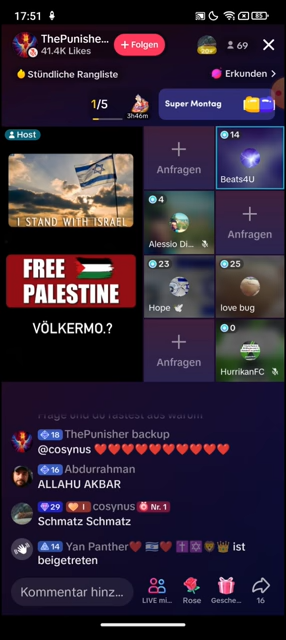 17:51
85
ThePunishe...
41.4K Likes
+ Folgen
20+
69
Stündliche Rangliste
Erkunden >
1/5
3h46m
Super Montag
Host
I STAND WITH ISRAEL
FREE
PALESTINE
VÖLKERMO.?
Anfragen
14
Beats4U
4
Alessio Di...
Anfragen
23
Hope 🕊
25
love bug
Anfragen
0
HurrikanFC
18 ThePunisher backup
@cosynus ❤️❤️❤️❤️❤️❤️❤️❤️❤️❤️
16 Abdurrahman
ALLAHU AKBAR
29 I cosynus Nr. 1
Schmatz Schmatz
14 Yan Panther❤️ 🇮🇱❤️ ✝️✡️🦁👑 ist
beigetreten
Kommentar hinz...
LIVE mi...
Rose
Gesche...
16